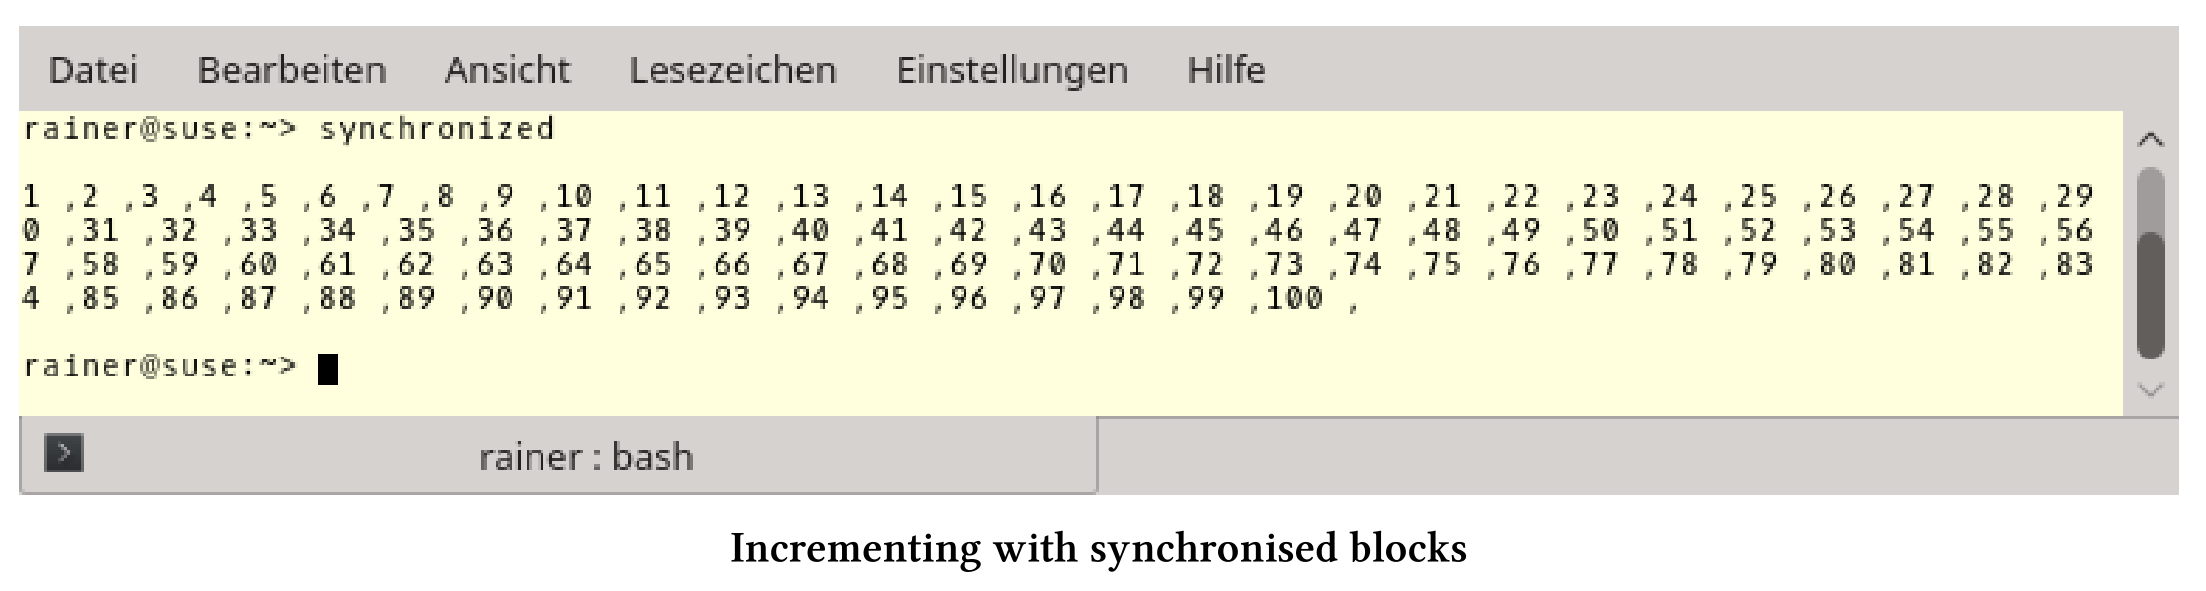 Datei Bearbeiten Ansicht Lesezeichen Einstellungen Hilfe
rainer@suse:~> synchronized
1 ,2 ,3 ,4 ,5 ,6 ,7 ,8 ,9 ,10 ,11 ,12 ,13 ,14 ,15 ,16 ,17 ,18 ,19 ,20 ,21 ,22 ,23 ,24 ,25 ,26 ,27 ,28 ,29
0 ,31 ,32 ,33 ,34 ,35 ,36 ,37 ,38 ,39 ,40 ,41 ,42 ,43 ,44 ,45 ,46 ,47 ,48 ,49 ,50 ,51 ,52 ,53 ,54 ,55 ,56
7 ,58 ,59 ,60 ,61 ,62 ,63 ,64 ,65 ,66 ,67 ,68 ,69 ,70 ,71 ,72 ,73 ,74 ,75 ,76 ,77 ,78 ,79 ,80 ,81 ,82 ,83
4 ,85 ,86 ,87 ,88 ,89 ,90 ,91 ,92 ,93 ,94 ,95 ,96 ,97 ,98 ,99 ,100 ,
rainer@suse:~>
rainer : bash
Incrementing with synchronised blocks